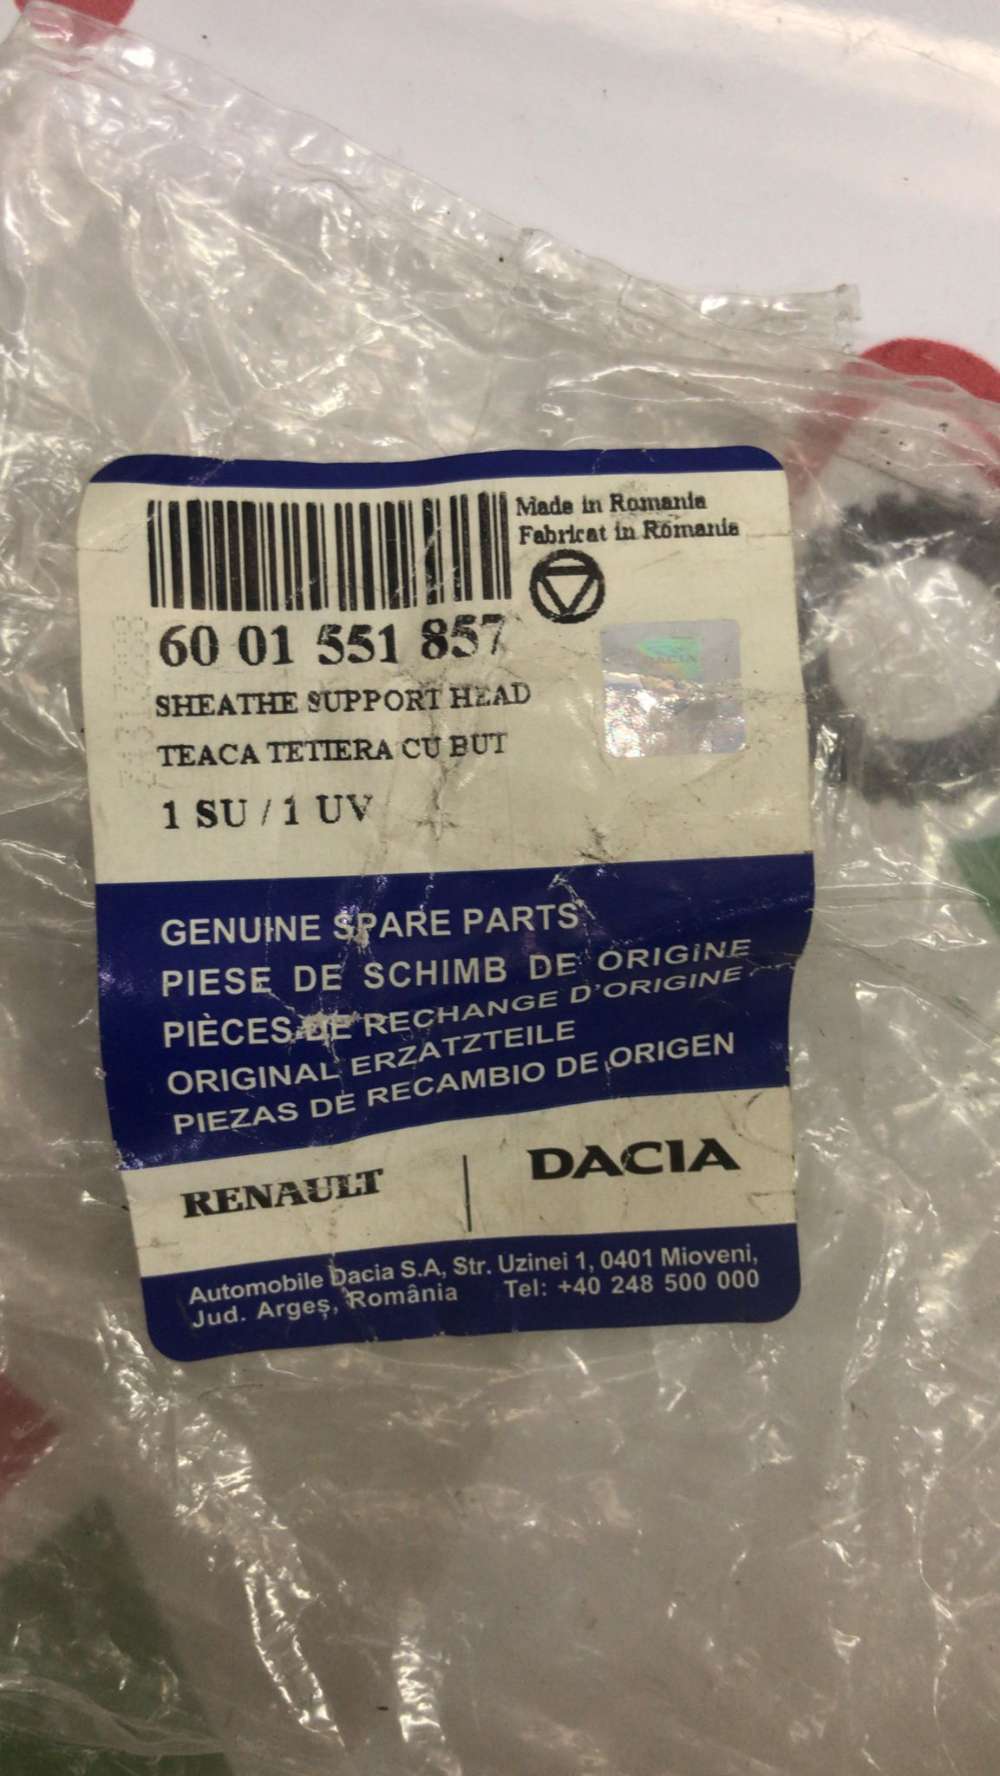 Made in Romania
Fabricat in Romania
60 01 551 857
SHEATHE SUPPORT HEAD
TEACA TETIERA CU BUT
1 SU / 1 UV
GENUINE SPARE PARTS
PIESE DE SCHIMB DE ORIGINE
PIÈCES DE RECHANGE D'ORIGINE
ORIGINAL ERZATZTEILE
PIEZAS DE RECAMBIO DE ORIGEN
RENAULT | DACIA
Automobile Dacia S.A, Str. Uzinei 1, 0401 Mioveni,
Jud. Argeș, România Tel: +40 248 500 000